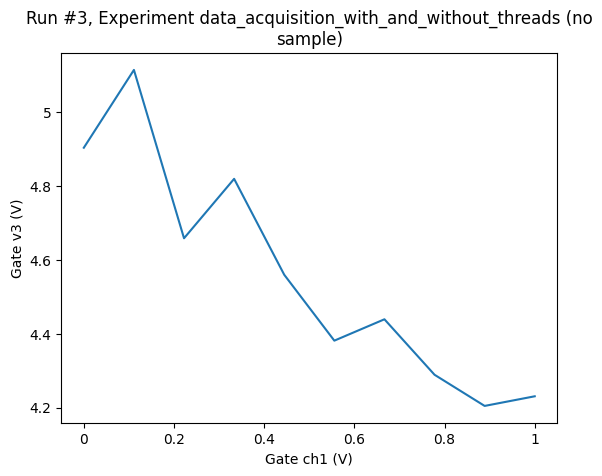 Run #3, Experiment data_acquisition_with_and_without_threads (no
sample)
5
4.8
4.6
4.4
4.2
Gate v3 (V)
0
0.2
0.4
0.6
0.8
1
Gate ch1 (V)